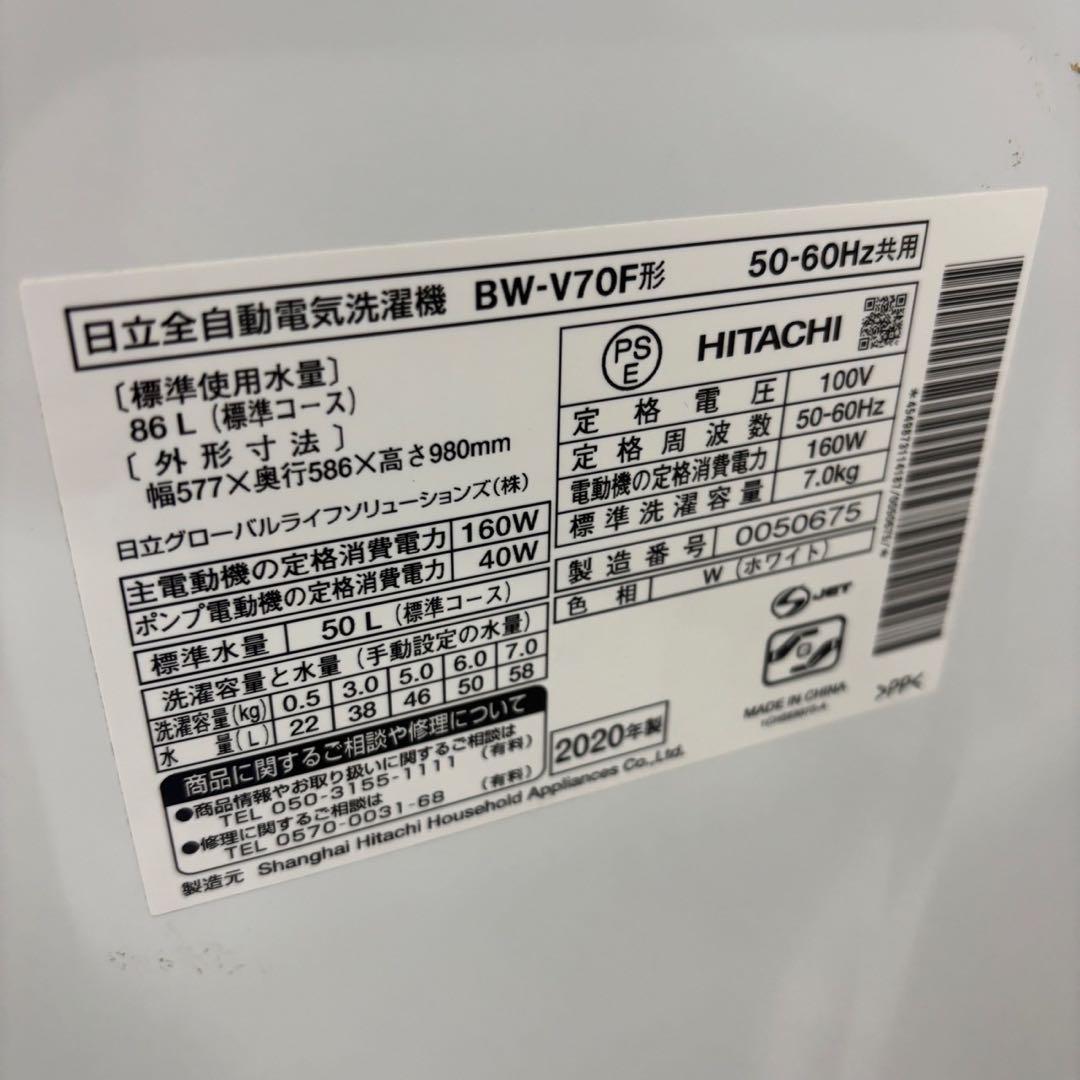 日立全自動電気洗濯機 BW-V70F形 50-60Hz共用
〔標準使用水量〕
86 L (標準コース)
〔 外 形 寸 法 〕
幅577×奥行586×高さ980mm
日立グローバルライフソリューションズ(株)
主電動機の定格消費電力 160W
ポンプ電動機の定格消費電力 40W
標準水量 50 L (標準コース)
洗濯容量と水量 (手動設定の水量)
洗濯容量(kg) 0.5 3.0 5.0 6.0 7.0
水 量(L) 22 38 46 50 58
商品に関するご相談や修理について
●商品情報やお取り扱いに関するご相談は
TEL 050-3155-1111 (有料)
●修理に関するご相談は
TEL 0570-0031-68 (有料)
製造元 Shanghai Hitachi Household Appliances Co.,Ltd.
2020年製
PS
E
HITACHI
定 格 電 圧 100V
定 格 周 波 数 50-60Hz
電動機の定格消費電力 160W
標 準 洗 濯 容 量 7.0kg
製 造 番 号 0050675
色 相 W (ホワイト)
JET
MADE IN CHINA
>PP<